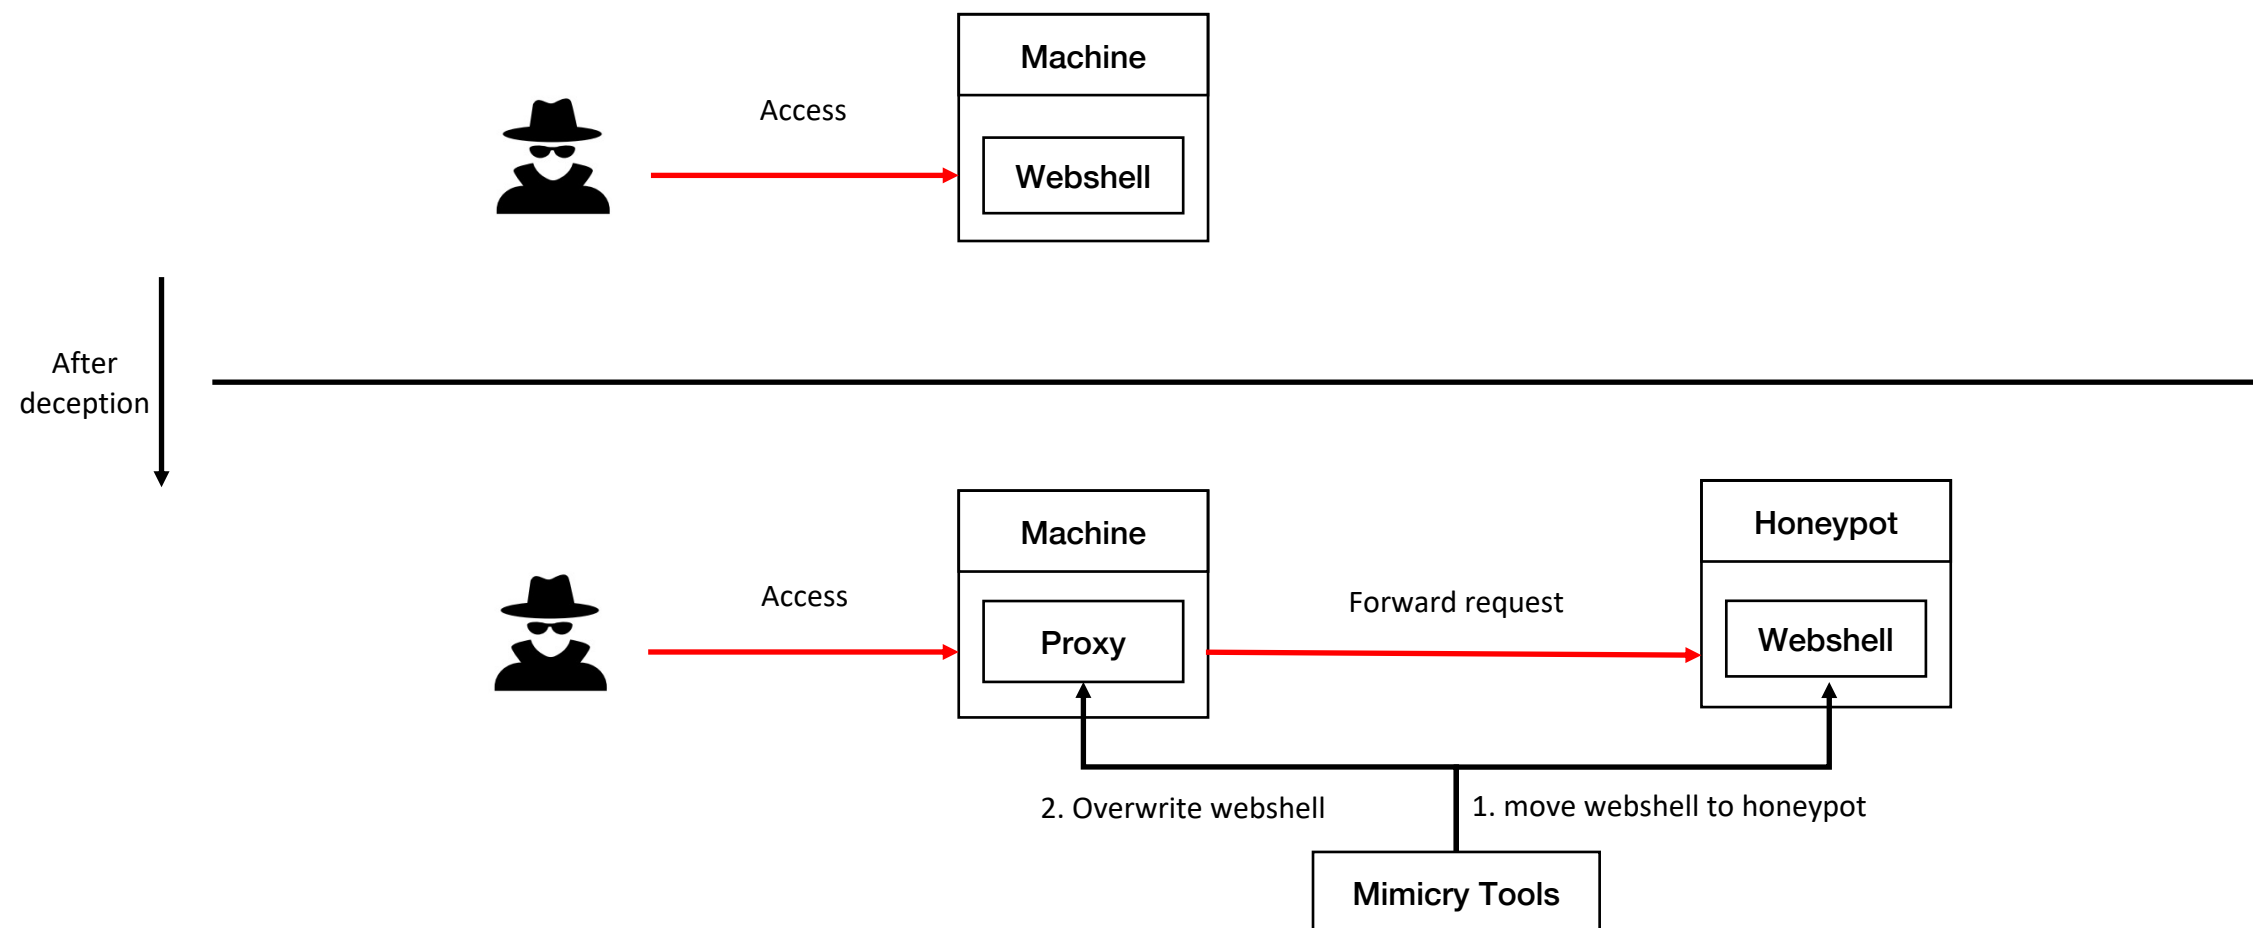 Machine
Access
Webshell
After
deception
Machine
Honeypot
Access
Forward request
Proxy
Webshell
2. Overwrite webshell
1. move webshell to honeypot
Mimicry Tools